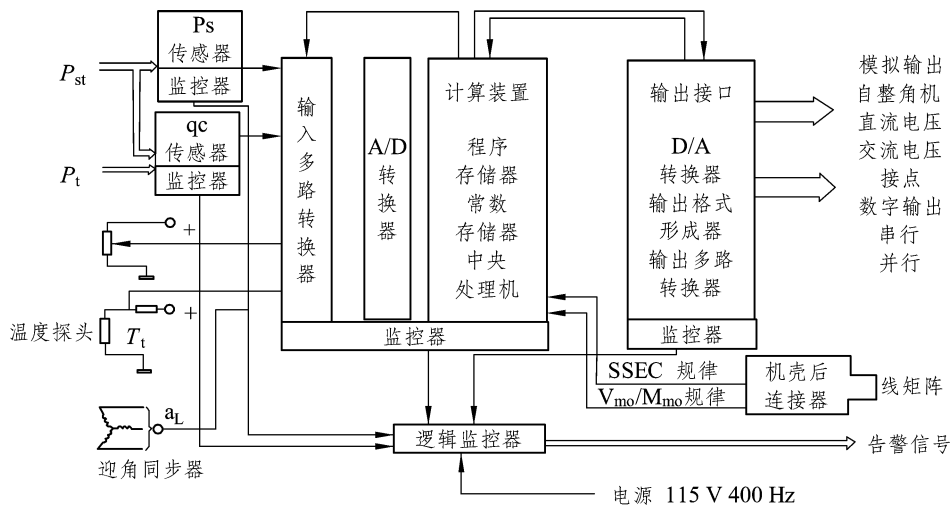 Ps
传感器
监控器
Pst
qc
传感器
监控器
Pt
+
+
温度探头
Tt
aL
迎角同步器
输
入
多
路
转
换
器
A/D
转
换
器
计算装置
程序
存储器
常数
存储器
中央
处理机
监控器
输出接口
D/A
转换器
输出格式
形成器
输出多路
转换器
监控器
模拟输出
自整角机
直流电压
交流电压
接点
数字输出
串行
并行
SSEC 规律
Vmo/Mmo规律
机壳后
连接器
线矩阵
逻辑监控器
告警信号
电源 115 V 400 Hz